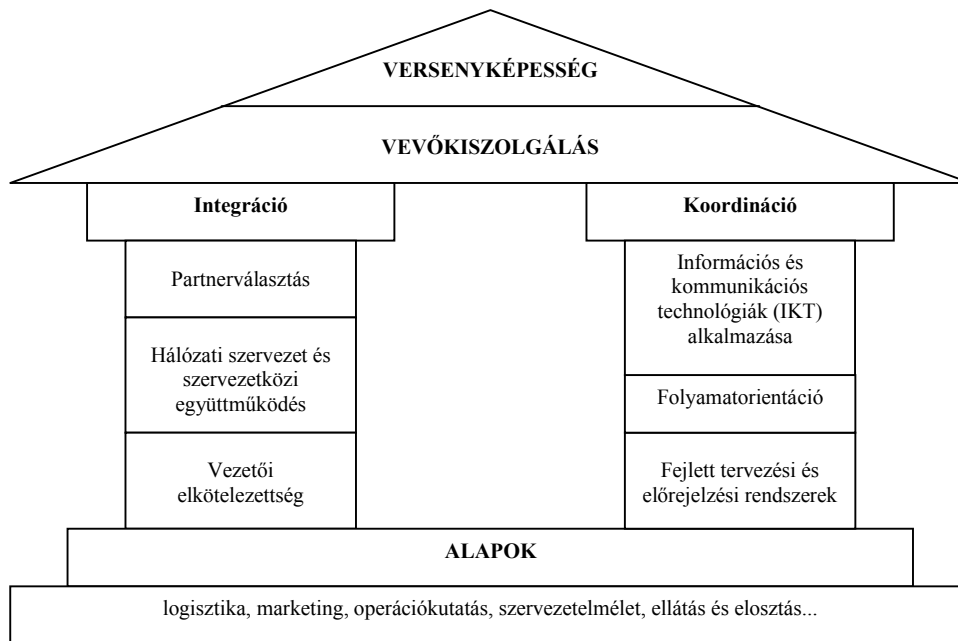 VERSENYKÉPESSÉG
VEVŐKISZOLGÁLÁS
Integráció
Partnerválasztás
Hálózati szervezet és
szervezetközi
együttműködés
Vezetői
elkötelezettség
Koordináció
Információs és
kommunikációs
technológiák (IKT)
alkalmazása
Folyamatorientáció
Fejlett tervezési és
előrejelzési rendszerek
ALAPOK
logisztika, marketing, operációkutatás, szervezetelmélet, ellátás és elosztás...